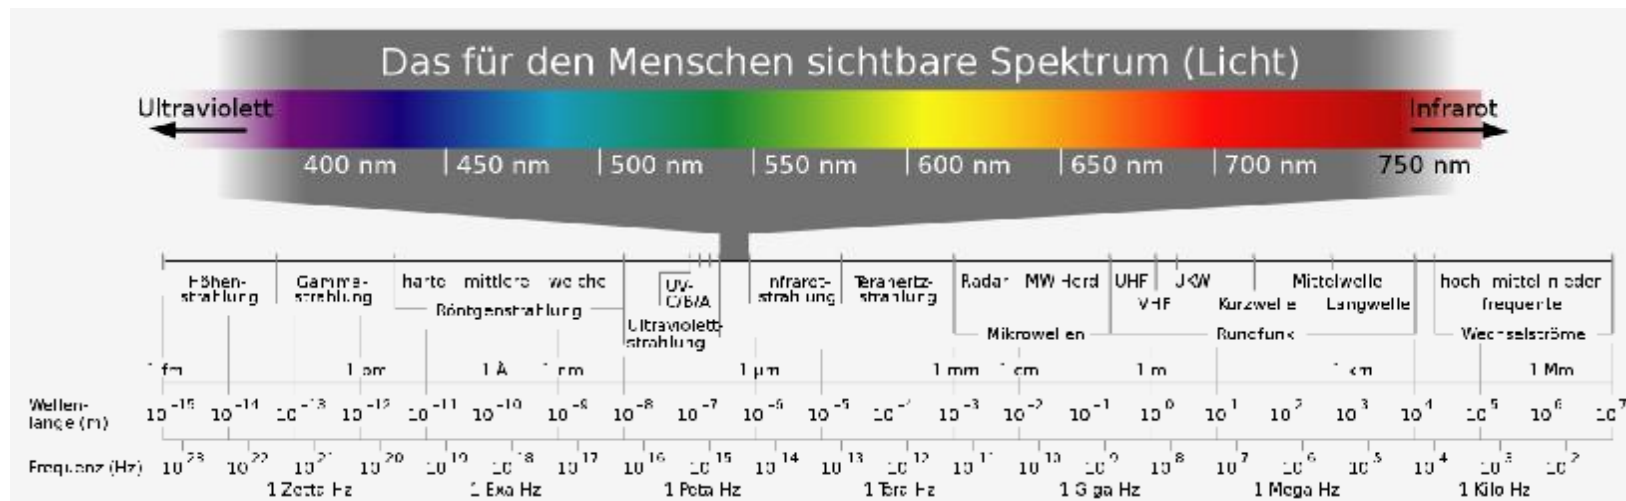 Das für den Menschen sichtbare Spektrum (Licht)
Ultraviolett Infrarot
400 nm 450 nm 500 nm 550 nm 600 nm 650 nm 700 nm 750 nm
Höhen- Gamma- harte mittlere weiche UV- Infrarot- Terahertz- Radar MW-Herd UHF UKW Mittelwelle hoch- mittel- nieder-
strahlung strahlung C/B/A strahlung strahlung VHF Kurzwelle Langwelle frequente
Röntgenstrahlung Ultraviolett- Mikrowellen Rundfunk Wechselströme
strahlung
1 fm 1 pm 1 Å 1 nm 1 µm 1 mm 1 cm 1 m 1 km 1 Mm
Wellen-
länge (m) 10⁻¹⁵ 10⁻¹⁴ 10⁻¹³ 10⁻¹² 10⁻¹¹ 10⁻¹⁰ 10⁻⁹ 10⁻⁸ 10⁻⁷ 10⁻⁶ 10⁻⁵ 10⁻⁴ 10⁻³ 10⁻² 10⁻¹ 10⁰ 10¹ 10² 10³ 10⁴ 10⁵ 10⁶ 10⁷
Frequenz (Hz) 10²³ 10²² 10²¹ 10²⁰ 10¹⁹ 10¹⁸ 10¹⁷ 10¹⁶ 10¹⁵ 10¹⁴ 10¹³ 10¹² 10¹¹ 10¹⁰ 10⁹ 10⁸ 10⁷ 10⁶ 10⁵ 10⁴ 10³ 10²
1 Zetta Hz 1 Exa Hz 1 Peta Hz 1 Tera Hz 1 Giga Hz 1 Mega Hz 1 Kilo Hz